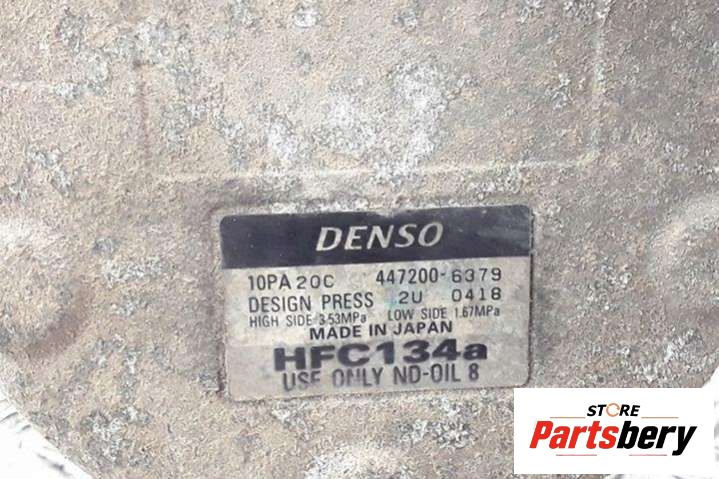 DENSO
10PA20C 447200-6379
DESIGN PRESS 2U 0418
HIGH SIDE 3.53MPa LOW SIDE 1.67MPa
MADE IN JAPAN
HFC134a
USE ONLY ND-OIL 8
STORE
Partsbery